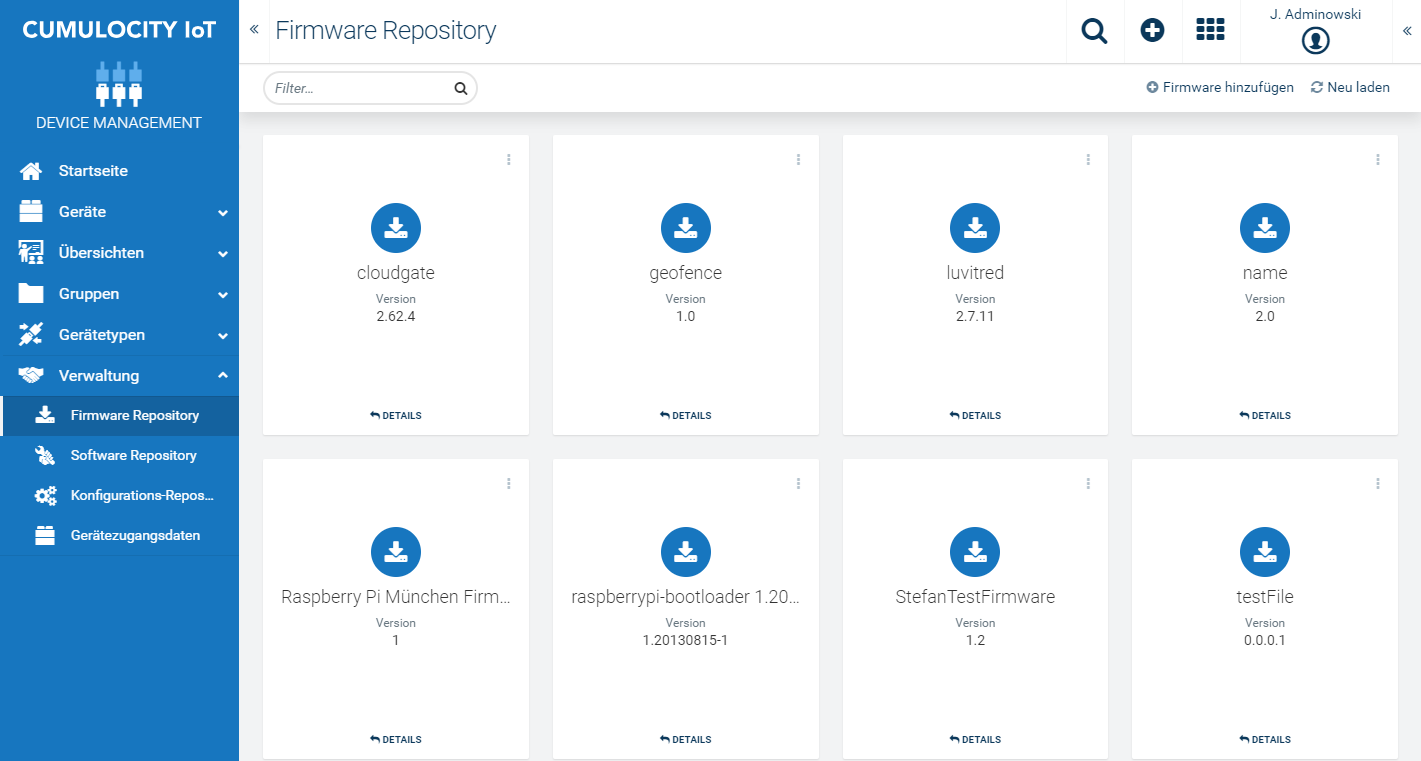 CUMULOCITY IoT
DEVICE MANAGEMENT
Startseite
Geräte
Übersichten
Gruppen
Gerätetypen
Verwaltung
Firmware Repository
Software Repository
Konfigurations-Repos...
Gerätezugangsdaten
Firmware Repository
J. Adminowski
Filter...
Firmware hinzufügen
Neu laden
cloudgate
Version
2.62.4
DETAILS
geofence
Version
1.0
DETAILS
luvitred
Version
2.7.11
DETAILS
name
Version
2.0
DETAILS
Raspberry Pi München Firm...
Version
1
DETAILS
raspberrypi-bootloader 1.20...
Version
1.20130815-1
DETAILS
StefanTestFirmware
Version
1.2
DETAILS
testFile
Version
0.0.0.1
DETAILS